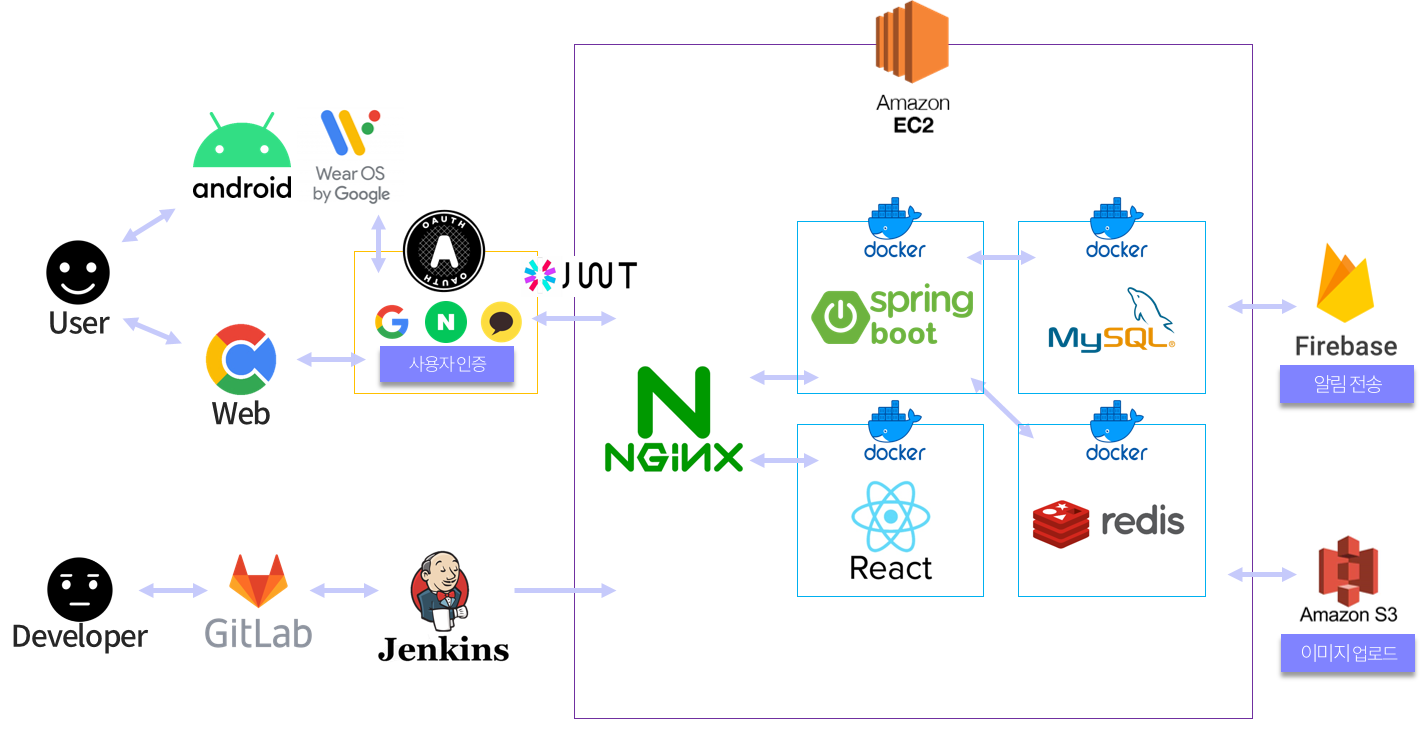 Amazon
EC2
android
Wear OS
by Google
OAUTH
A
OAUTH
JWT
User
G
N
사용자 인증
Web
docker
spring
boot
docker
MySQL®
Firebase
알림 전송
N
NGiNX
docker
React
docker
redis
Developer
GitLab
Jenkins
Amazon S3
이미지 업로드